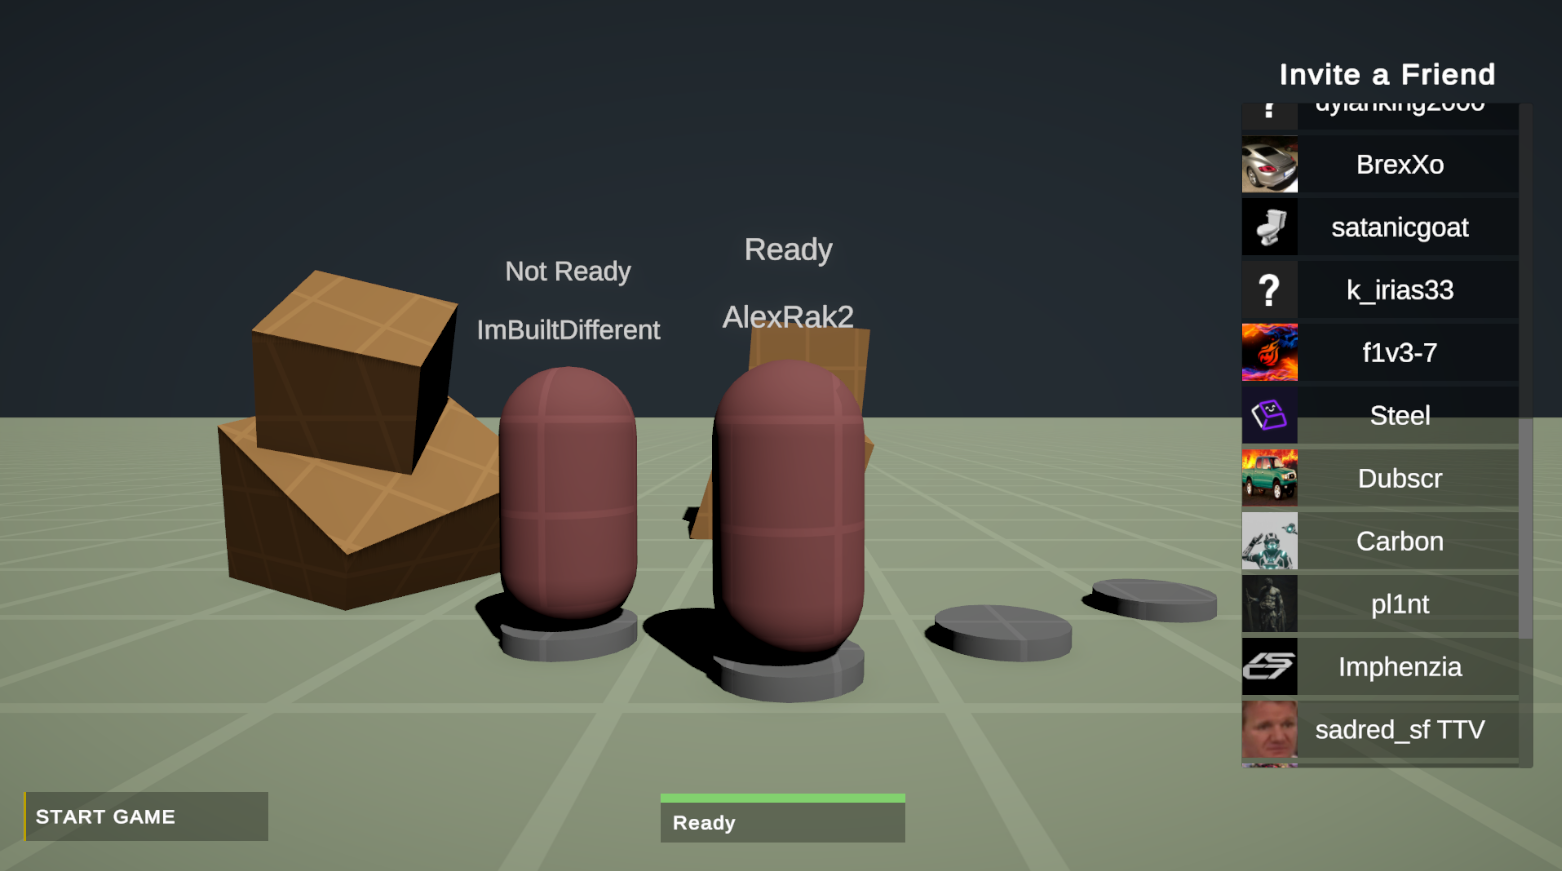 Invite a Friend
dylanking2000
BrexXo
satanicgoat
k_irias33
f1v3-7
Steel
Dubscr
Carbon
pl1nt
Imphenzia
sadred_sf TTV
Not Ready
ImBuiltDifferent
Ready
AlexRak2
START GAME
Ready